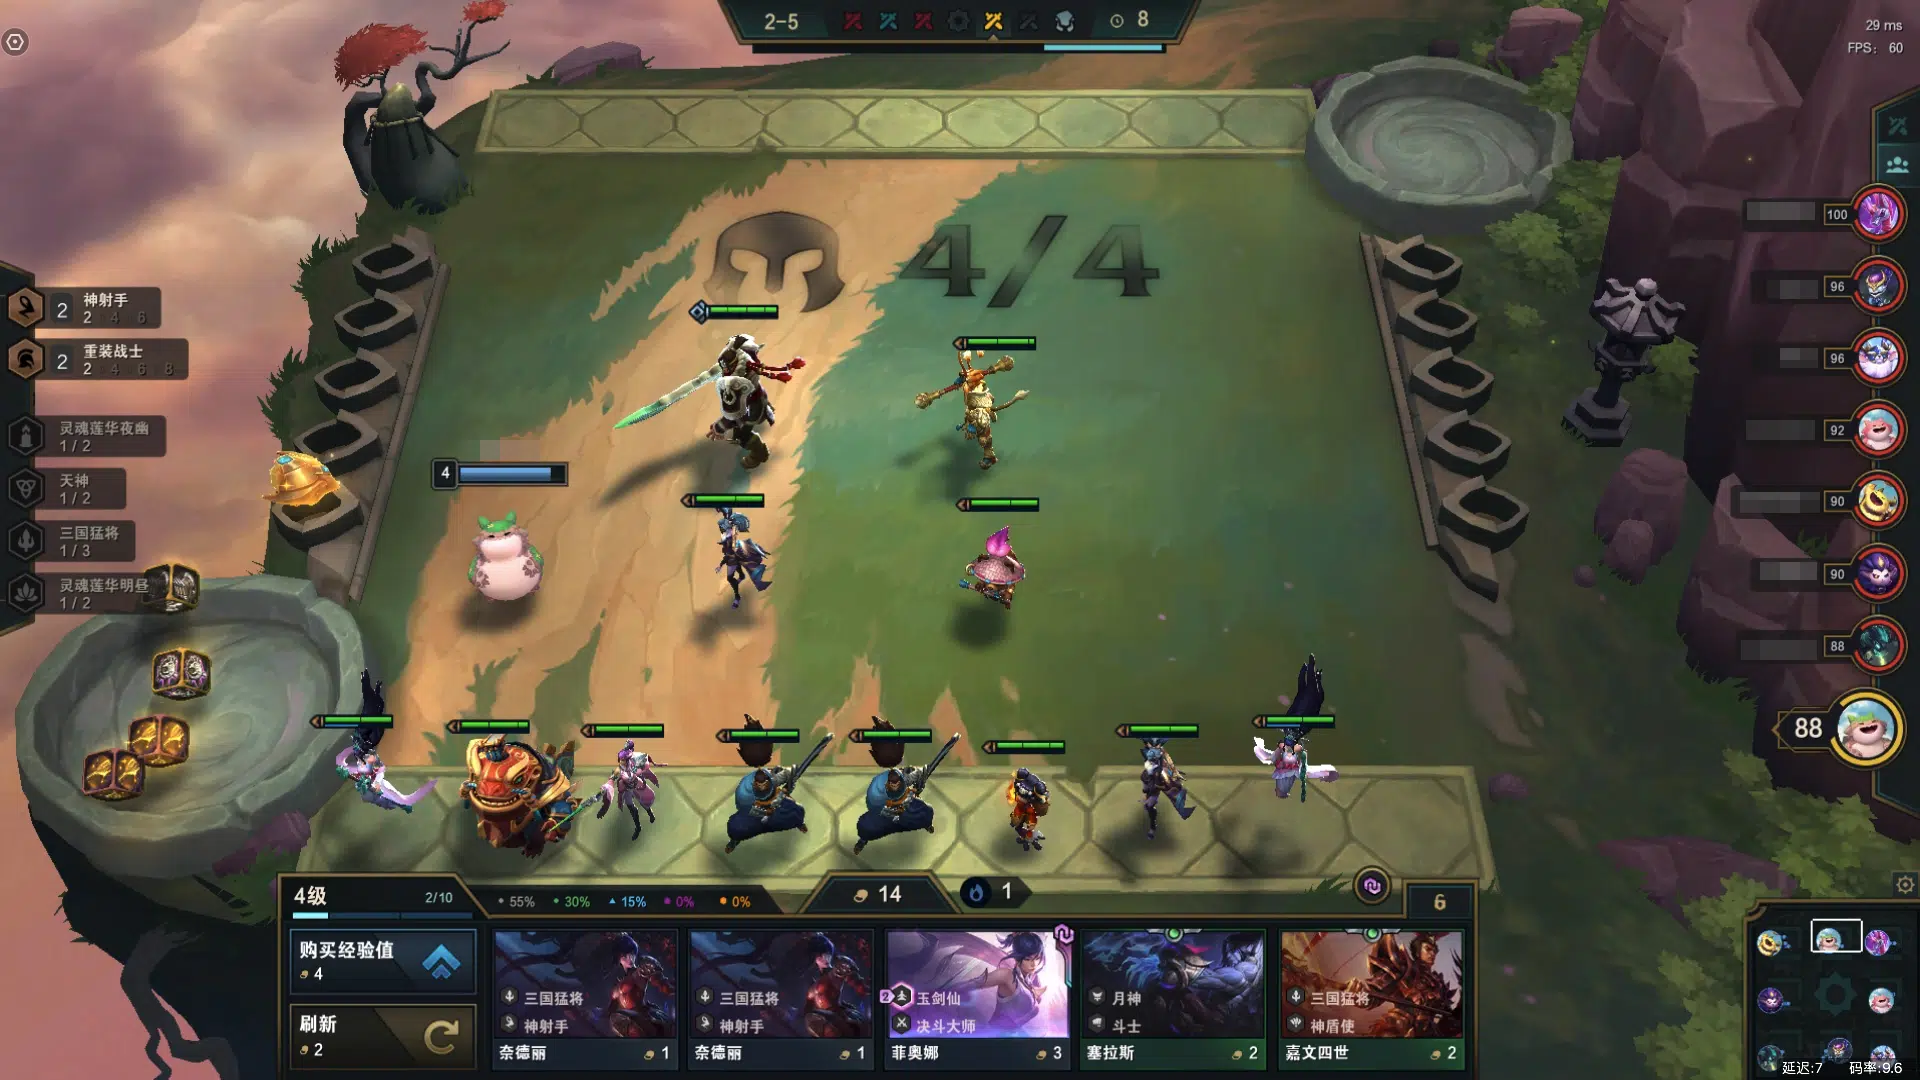 2-5
8
29 ms
FPS: 60
4/4
100
96
96
92
90
90
88
88
2 神射手
2 4 6
2 重装战士
2 4 6 8
灵魂莲华夜幽
1 / 2
天神
1 / 2
三国猛将
1 / 3
灵魂莲华明昼
1 / 2
4
4级 2/10
55% 30% 15% 0% 0%
14
1
6
购买经验值
4
刷新
2
三国猛将
神射手
奈德丽 1
三国猛将
神射手
奈德丽 1
2 玉剑仙
决斗大师
菲奥娜 3
月神
斗士
塞拉斯 2
三国猛将
神盾使
嘉文四世 2
延迟:7 码率:9.6